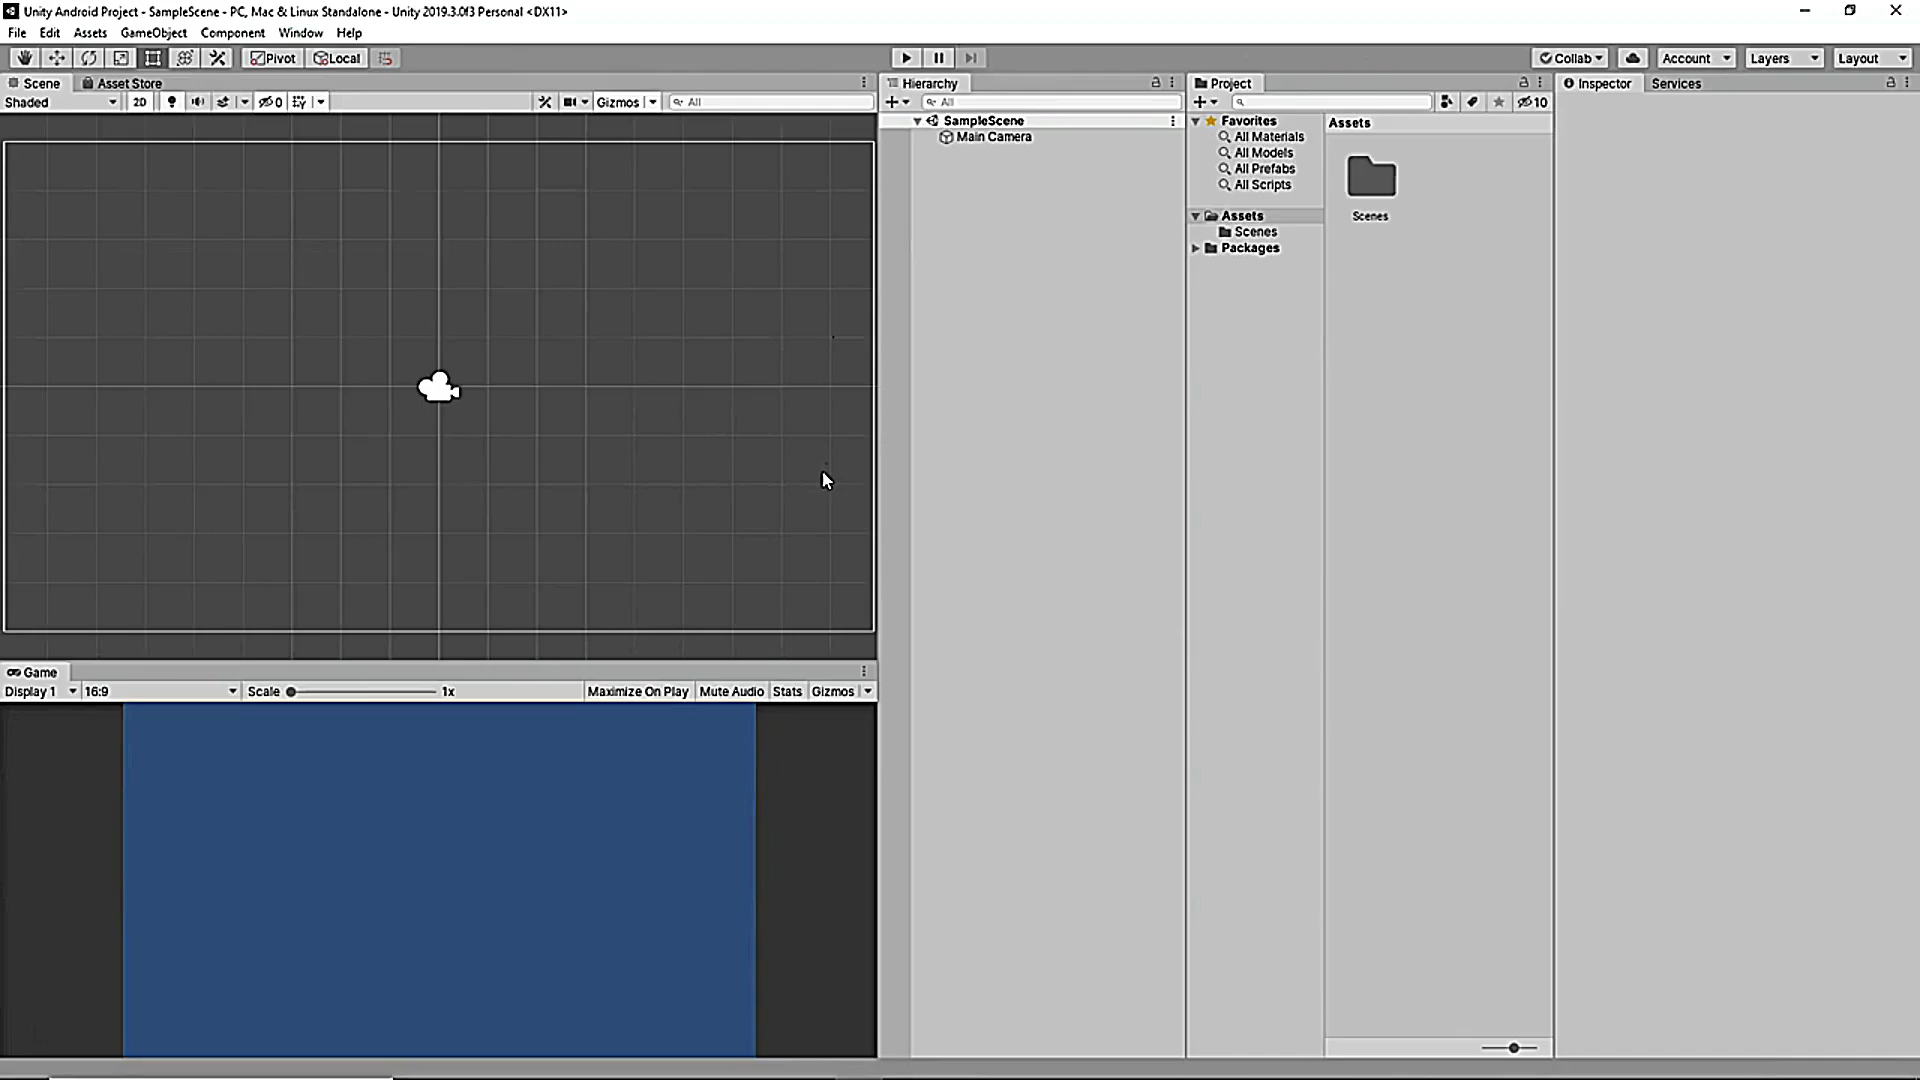 Unity Android Project - SampleScene - PC, Mac & Linux Standalone - Unity 2019.3.0f3 Personal <DX11>
File Edit Assets GameObject Component Window Help
Pivot Local Collab Account Layers Layout
Scene Asset Store
Shaded 2D 0 Gizmos All
Hierarchy
All
SampleScene
Main Camera
Project
10
Favorites
All Materials
All Models
All Prefabs
All Scripts
Assets
Scenes
Packages
Assets
Scenes
Inspector Services
Game
Display 1 16:9 Scale 1x Maximize On Play Mute Audio Stats Gizmos